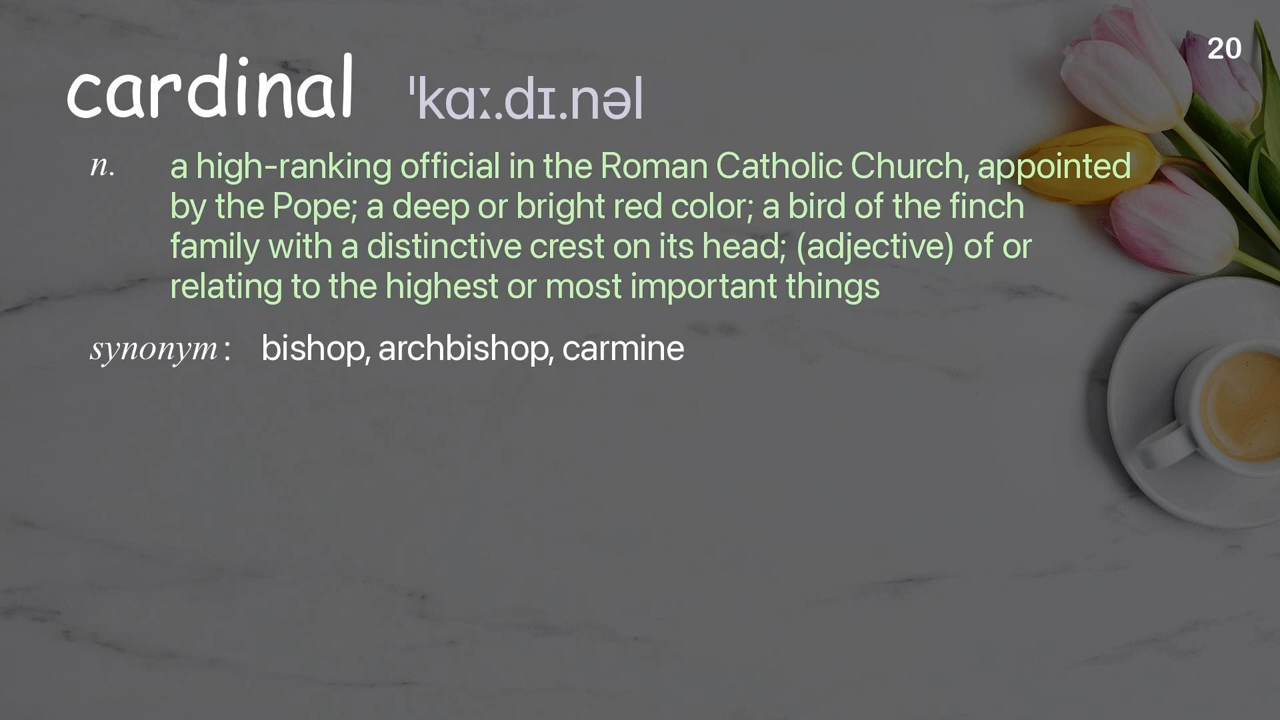 20
cardinal ˈkɑː.dɪ.nəl
n. a high-ranking official in the Roman Catholic Church, appointed
by the Pope; a deep or bright red color; a bird of the finch
family with a distinctive crest on its head; (adjective) of or
relating to the highest or most important things
synonym: bishop, archbishop, carmine